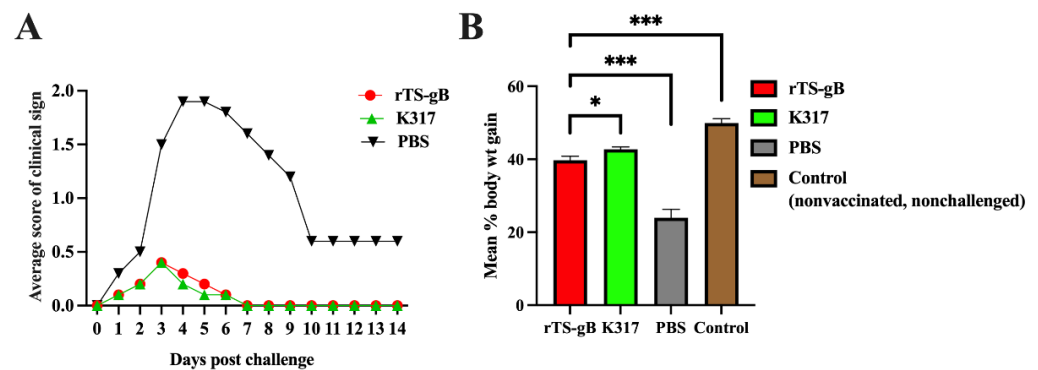 A
Average score of clinical sign
2.0
1.5
1.0
0.5
0.0
0 1 2 3 4 5 6 7 8 9 10 11 12 13 14
Days post challenge
rTS-gB
K317
PBS
B
Mean % body wt gain
60
40
20
0
***
***
*
rTS-gB K317 PBS Control
rTS-gB
K317
PBS
Control
(nonvaccinated, nonchallenged)